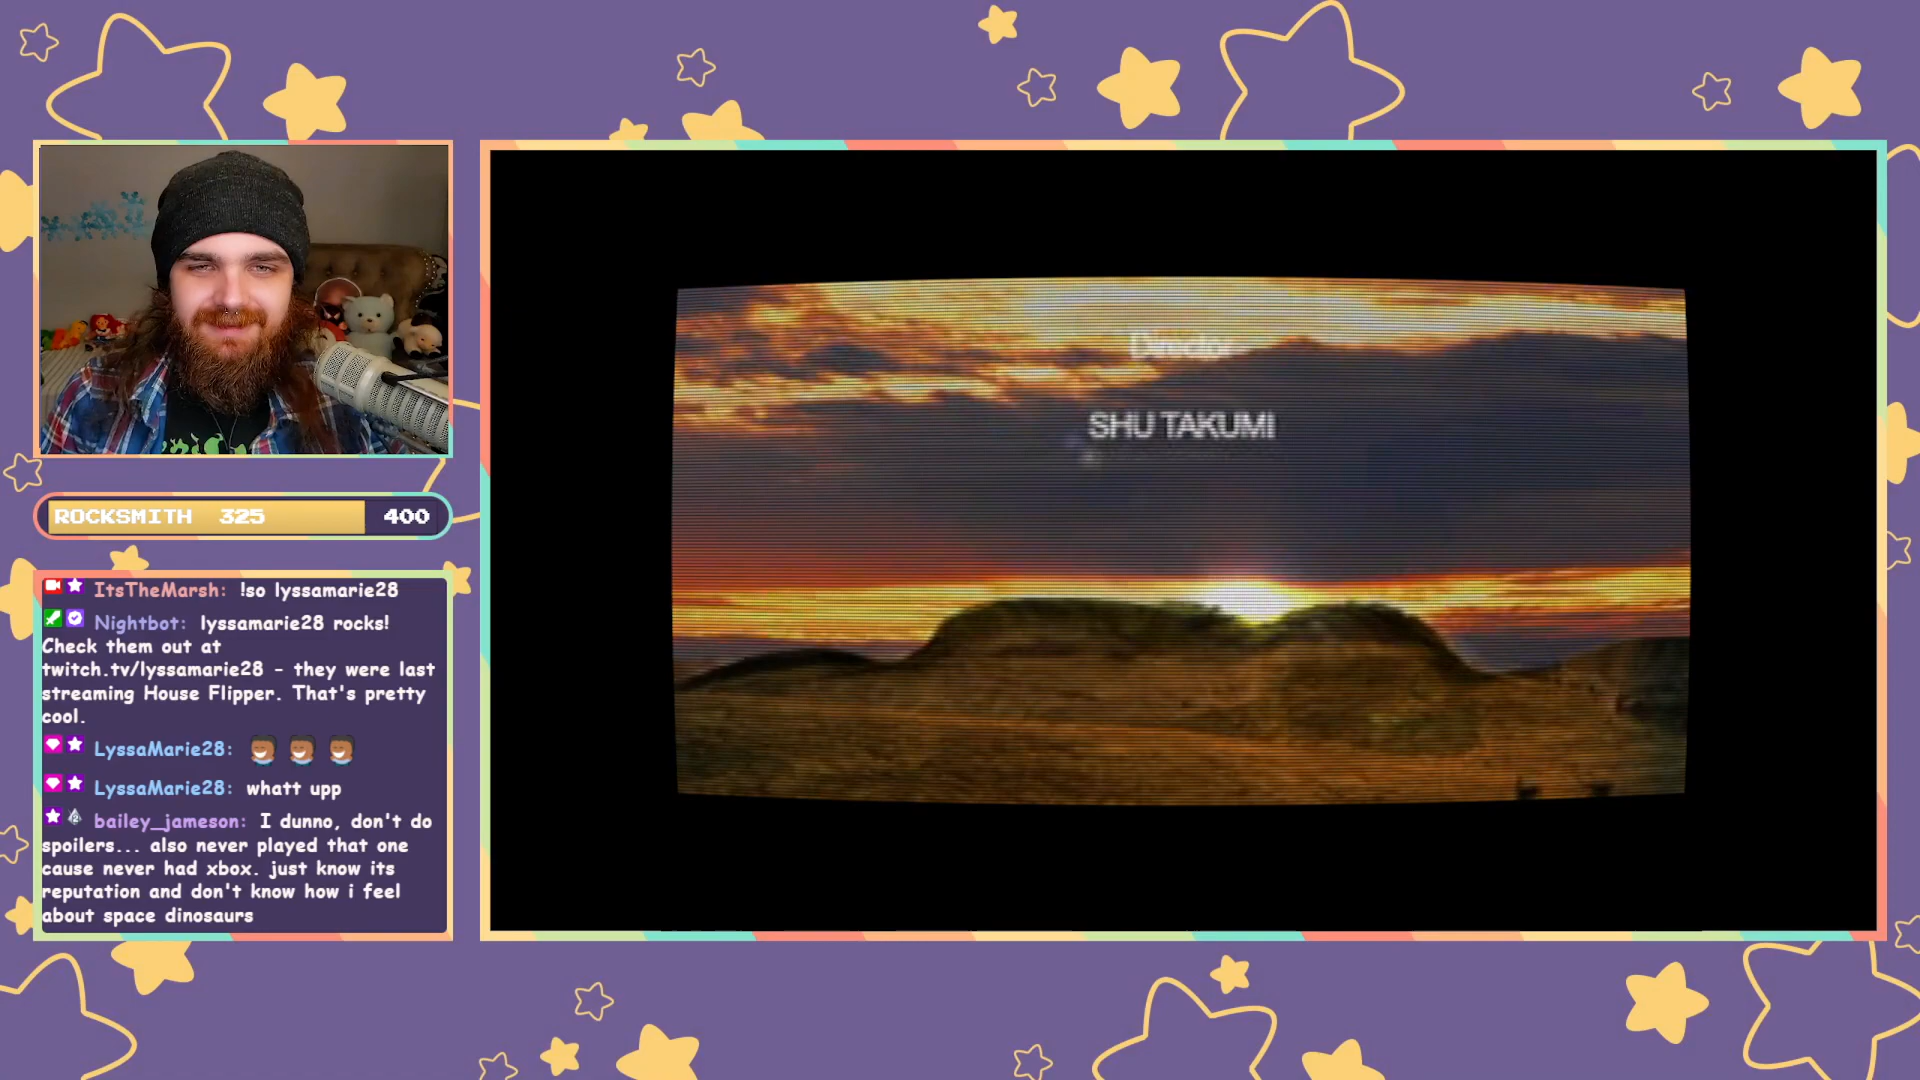 ROCKSMITH 325 400
ItsTheMarsh: !so lyssamarie28
Nightbot: lyssamarie28 rocks!
Check them out at
twitch.tv/lyssamarie28 - they were last
streaming House Flipper. That's pretty
cool.
LyssaMarie28:
LyssaMarie28: whatt upp
bailey_jameson: I dunno, don't do
spoilers... also never played that one
cause never had xbox. just know its
reputation and don't know how i feel
about space dinosaurs
Director
SHU TAKUMI